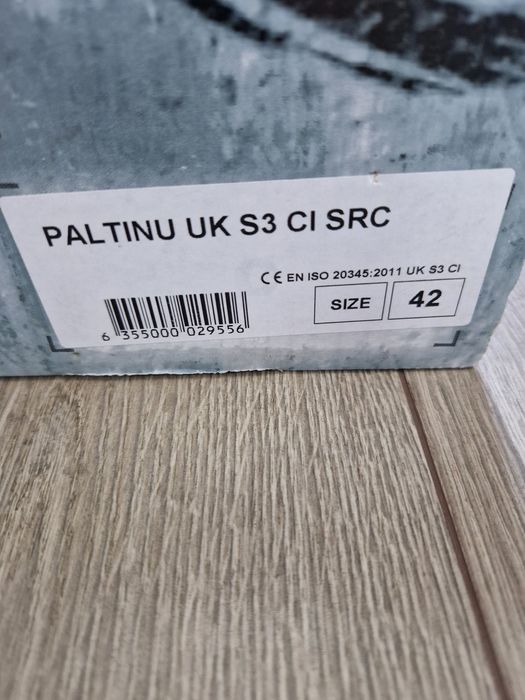 PALTINU UK S3 CI SRC
CE EN ISO 20345:2011 UK S3 CI
SIZE 42
6 355000 029556